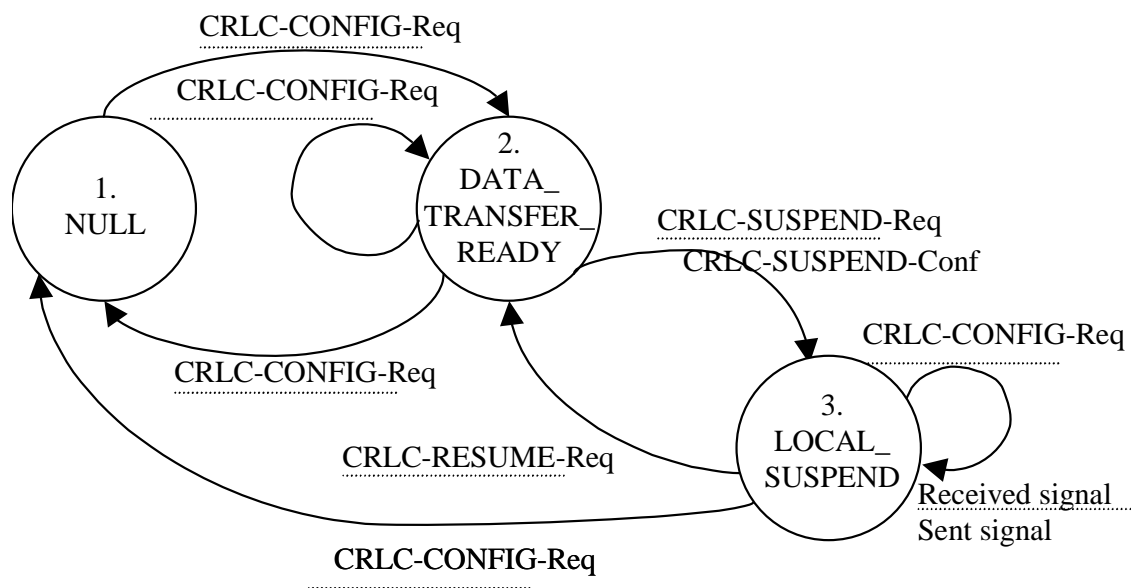 CRLC-CONFIG-Req
CRLC-CONFIG-Req
1.
NULL
2.
DATA_
TRANSFER_
READY
CRLC-SUSPEND-Req
CRLC-SUSPEND-Conf
CRLC-CONFIG-Req
CRLC-CONFIG-Req
3.
LOCAL_
SUSPEND
CRLC-RESUME-Req
Received signal
Sent signal
CRLC-CONFIG-Req